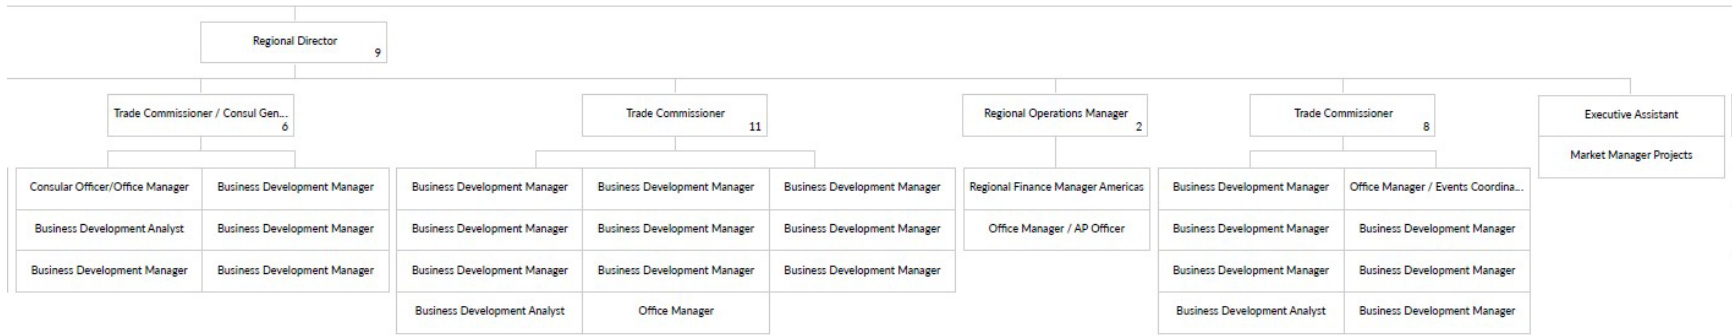 Regional Director
9
Trade Commissioner / Consul Gen...
6
Trade Commissioner
11
Regional Operations Manager
2
Trade Commissioner
8
Executive Assistant
Market Manager Projects
Consular Officer/Office Manager
Business Development Manager
Business Development Analyst
Business Development Manager
Business Development Manager
Business Development Manager
Business Development Manager
Business Development Manager
Business Development Manager
Business Development Manager
Business Development Manager
Business Development Manager
Business Development Manager
Business Development Manager
Business Development Manager
Business Development Analyst
Office Manager
Regional Finance Manager Americas
Office Manager / AP Officer
Business Development Manager
Office Manager / Events Coordina...
Business Development Manager
Business Development Manager
Business Development Manager
Business Development Manager
Business Development Analyst
Business Development Manager